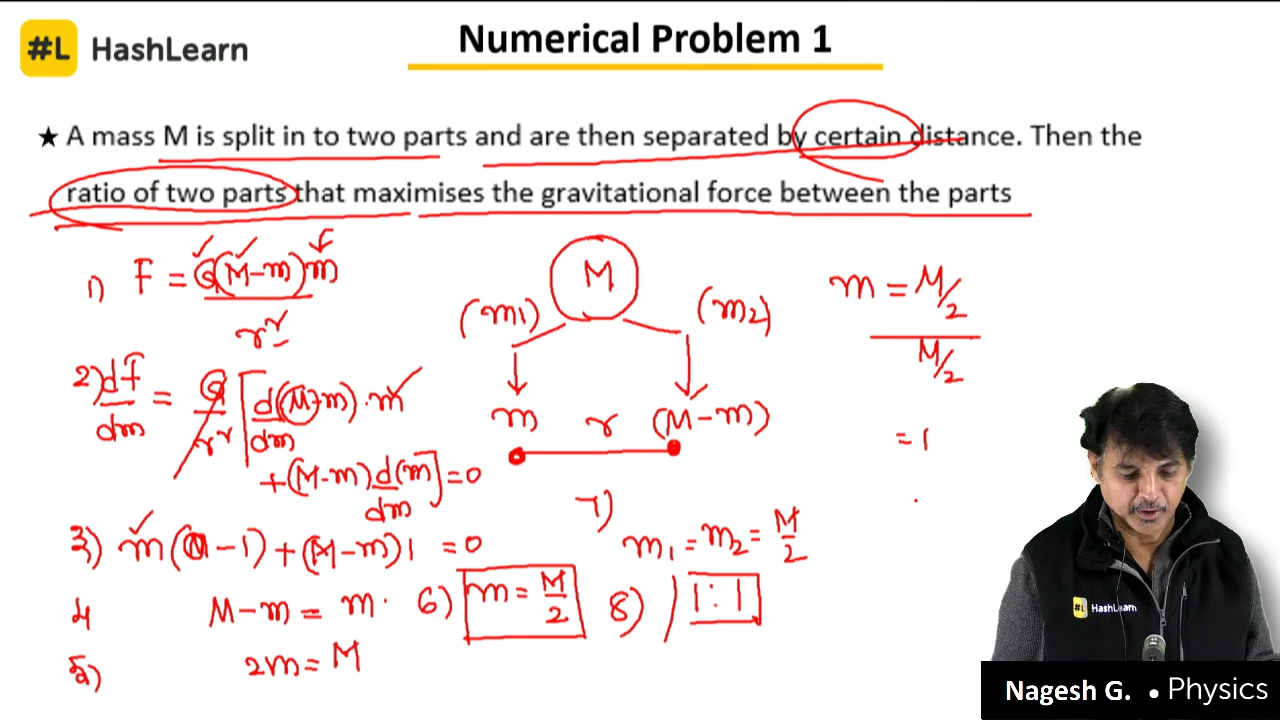 #L HashLearn
Numerical Problem 1
★ A mass M is split in to two parts and are then separated by certain distance. Then the
ratio of two parts that maximises the gravitational force between the parts
1) F = G(M-m)m
r²
M
(m1)
(m2)
m
r
(M-m)
2) dF/dm = G/r² [d(M-m)/dm · m
+(M-m) d(m)/dm] = 0
3) m(0-1)+(M-m)1 = 0
4 M-m = m.
5) 2m = M
6) m = M/2
7)
m1 = m2 = M/2
8) 1:1
m = M/2
M/2
= 1
#L HashLearn
Nagesh G. • Physics